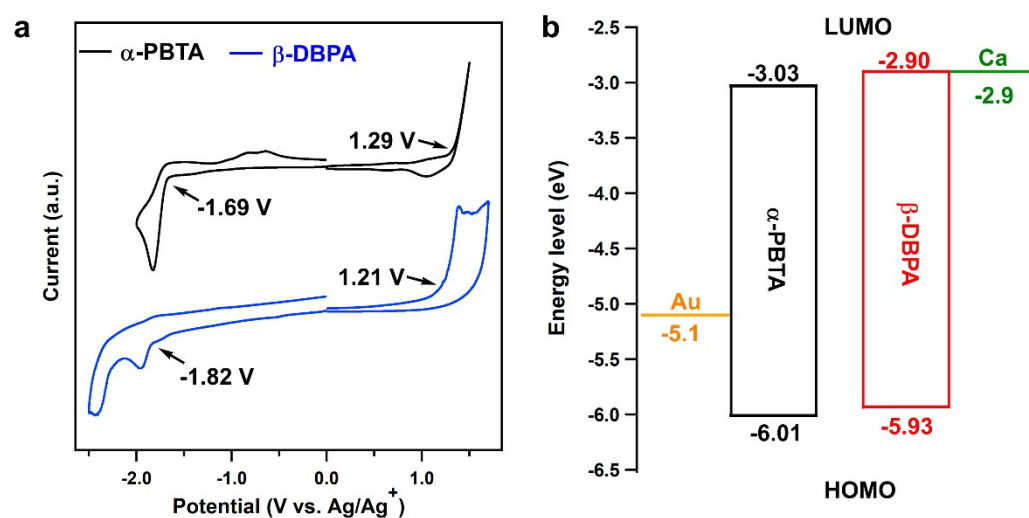 a
α-PBTA
β-DBPA
1.29 V
-1.69 V
1.21 V
-1.82 V
Current (a.u.)
-2.0
-1.0
0.0
1.0
Potential (V vs. Ag/Ag⁺)
b
LUMO
-2.5
-3.0
-3.5
-4.0
-4.5
-5.0
-5.5
-6.0
-6.5
Energy level (eV)
-3.03
-2.90
Ca
-2.9
α-PBTA
β-DBPA
Au
-5.1
-6.01
-5.93
HOMO